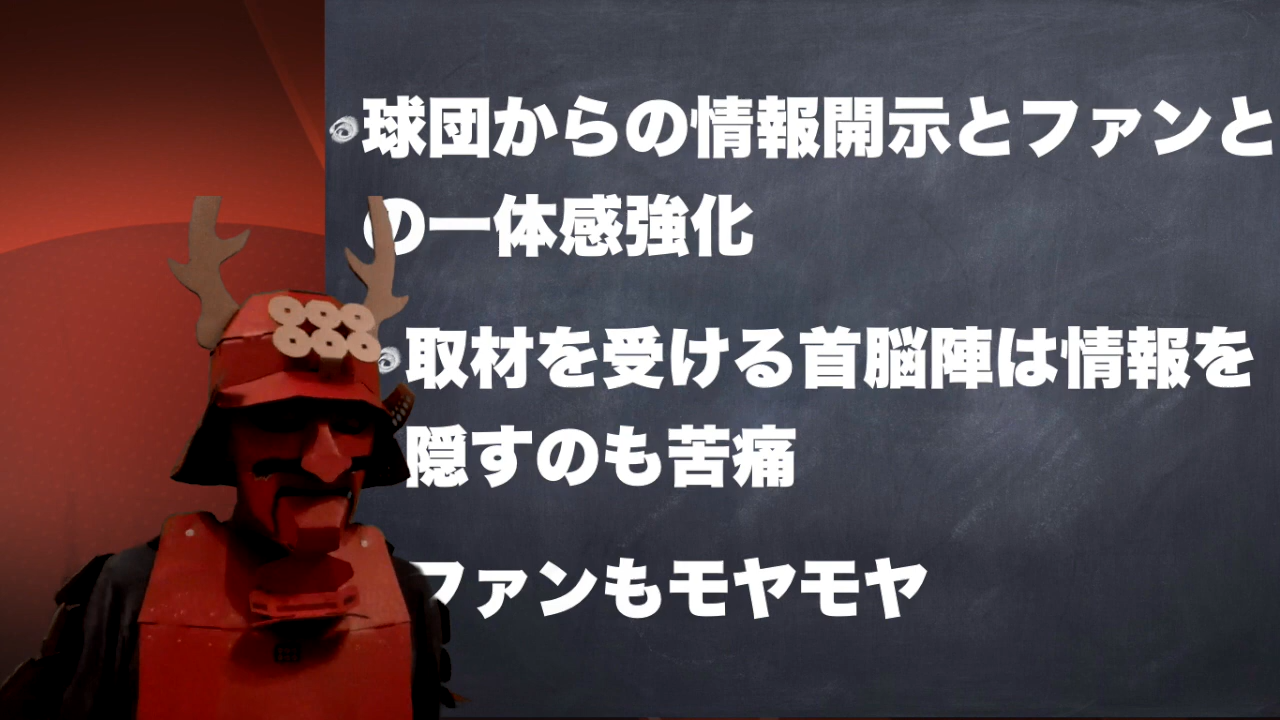 球団からの情報開示とファンと
の一体感強化
取材を受ける首脳陣は情報を
隠すのも苦痛
ファンもモヤモヤ